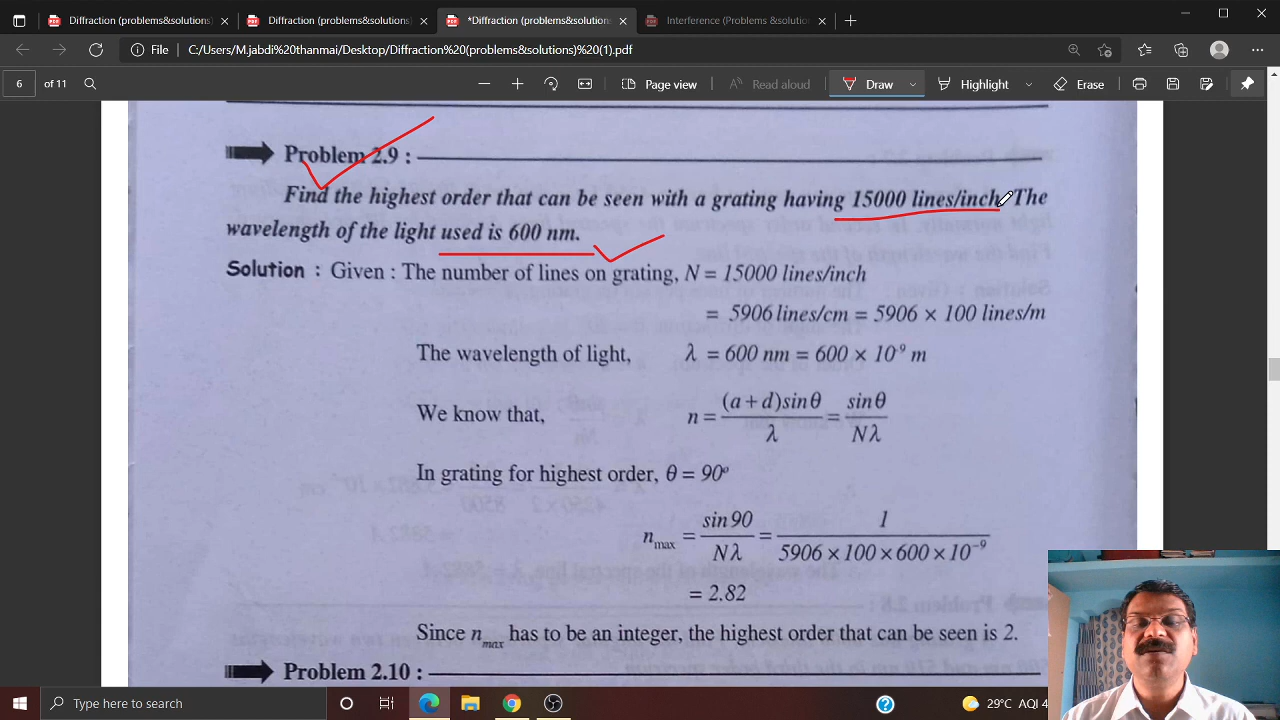 Diffraction (problems&solutions)
Diffraction (problems&solutions)
*Diffraction (problems&solutions
Interference (Problems &solutio
File
C:/Users/M.jabdi%20thanmai/Desktop/Diffraction%20(problems&solutions)%20(1).pdf
6 of 11
Page view
Read aloud
Draw
Highlight
Erase
Problem 2.9 :
Find the highest order that can be seen with a grating having 15000 lines/inch. The
wavelength of the light used is 600 nm.
Solution : Given : The number of lines on grating, N = 15000 lines/inch
= 5906 lines/cm = 5906 × 100 lines/m
The wavelength of light, λ = 600 nm = 600 × 10⁻⁹ m
We know that, n = (a + d) sinθ / λ = sinθ / Nλ
In grating for highest order, θ = 90º
n_max = sin 90 / Nλ = 1 / 5906 × 100 × 600 × 10⁻⁹
= 2.82
Since n_max has to be an integer, the highest order that can be seen is 2.
Problem 2.10 :
Type here to search
29°C AQI 4